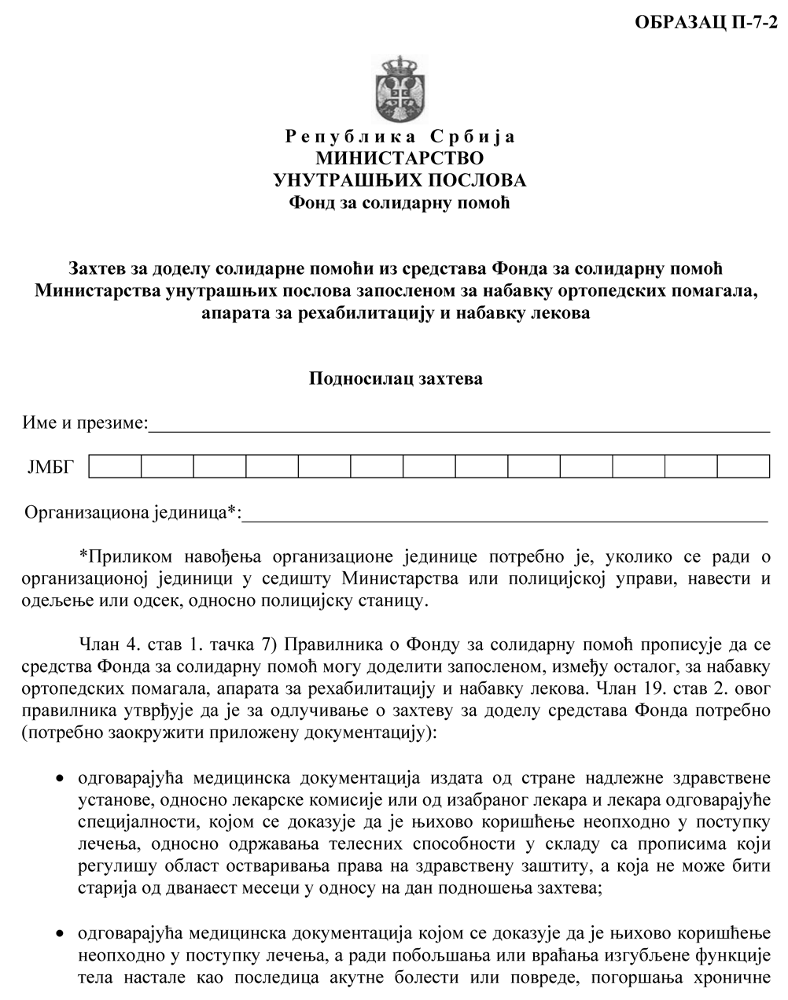 ОБРАЗАЦ П-7-2
Р е п у б л и к а   С р б и ј а
МИНИСТАРСТВО
УНУТРАШЊИХ ПОСЛОВА
Фонд за солидарну помоћ
Захтев за доделу солидарне помоћи из средстава Фонда за солидарну помоћ
Министарства унутрашњих послова запосленом за набавку ортопедских помагала,
апарата за рехабилитацију и набавку лекова
Подносилац захтева
Име и презиме:
ЈМБГ
Организациона јединица*:
*Приликом навођења организационе јединице потребно је, уколико се ради о
организационој јединици у седишту Министарства или полицијској управи, навести и
одељење или одсек, односно полицијску станицу.
Члан 4. став 1. тачка 7) Правилника о Фонду за солидарну помоћ прописује да се
средства Фонда за солидарну помоћ могу доделити запосленом, између осталог, за набавку
ортопедских помагала, апарата за рехабилитацију и набавку лекова. Члан 19. став 2. овог
правилника утврђује да је за одлучивање о захтеву за доделу средстава Фонда потребно
(потребно заокружити приложену документацију):
• одговарајућа медицинска документација издата од стране надлежне здравствене
установе, односно лекарске комисије или од изабраног лекара и лекара одговарајуће
специјалности, којом се доказује да је њихово коришћење неопходно у поступку
лечења, односно одржавања телесних способности у складу са прописима који
регулишу област остваривања права на здравствену заштиту, а која не може бити
старија од дванаест месеци у односу на дан подношења захтева;
• одговарајућа медицинска документација којом се доказује да је њихово коришћење
неопходно у поступку лечења, а ради побољшања или враћања изгубљене функције
тела настале као последица акутне болести или повреде, погоршања хроничне